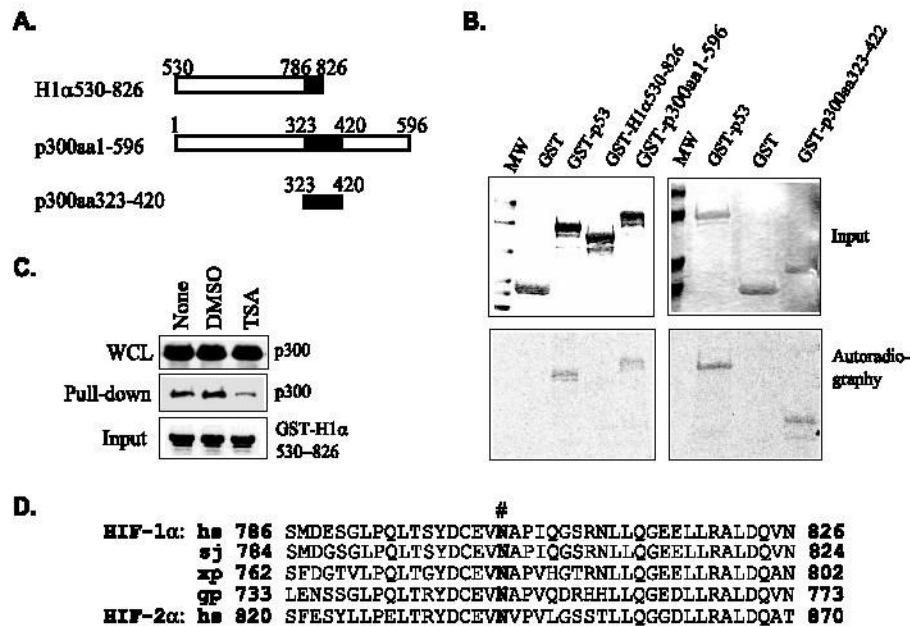 A.
530 786 826
H1α530-826
1 323 420 596
p300aa1-596
323 420
p300aa323-420
B.
MW GST GST-p53 GST-H1α530-826 GST-p300aa1-596
MW GST-p53 GST GST-p300aa323-422
Input
Autoradio-
graphy
C.
None DMSO TSA
WCL p300
Pull-down p300
Input GST-H1α
530-826
D.
#
HIF-1α: hs 786 SMDESGLPQLTSYDCEVNAPIQGSRNLLQGEELLRALDQVN 826
sj 784 SMDGSGLPQLTSYDCEVNAPIQGSRNLLQGEELLRALDQVN 824
xp 762 SFDGTVLPQLTGYDCEVNAPVHGTRNLLQGEELLRALDQAN 802
gp 733 LENSSGLPQLTRYDCEVNAPVQDRHHLLQGEELLRALDQVN 773
HIF-2α: hs 820 SFESYLLPELTRYDCEVNVPVLGSSTLLQGGDLLRALDQAT 870